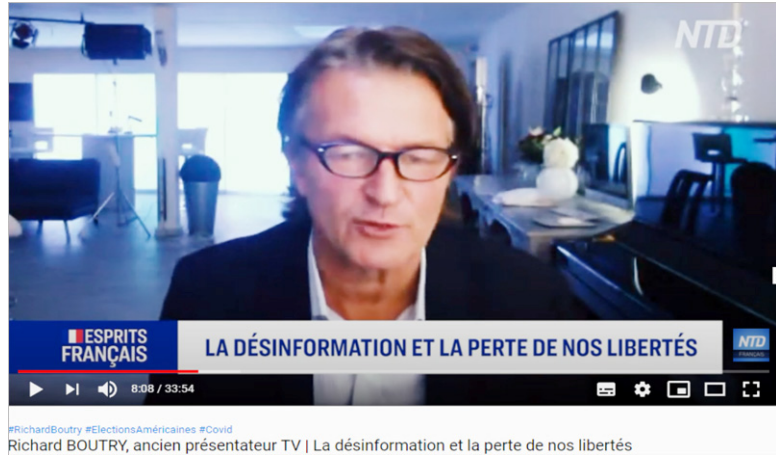 NTD
ESPRITS
FRANÇAIS
LA DÉSINFORMATION ET LA PERTE DE NOS LIBERTÉS
NTD
FRANÇAIS
8:08 / 33:54
#RichardBoutry #ElectionsAméricaines #Covid
Richard BOUTRY, ancien présentateur TV | La désinformation et la perte de nos libertés